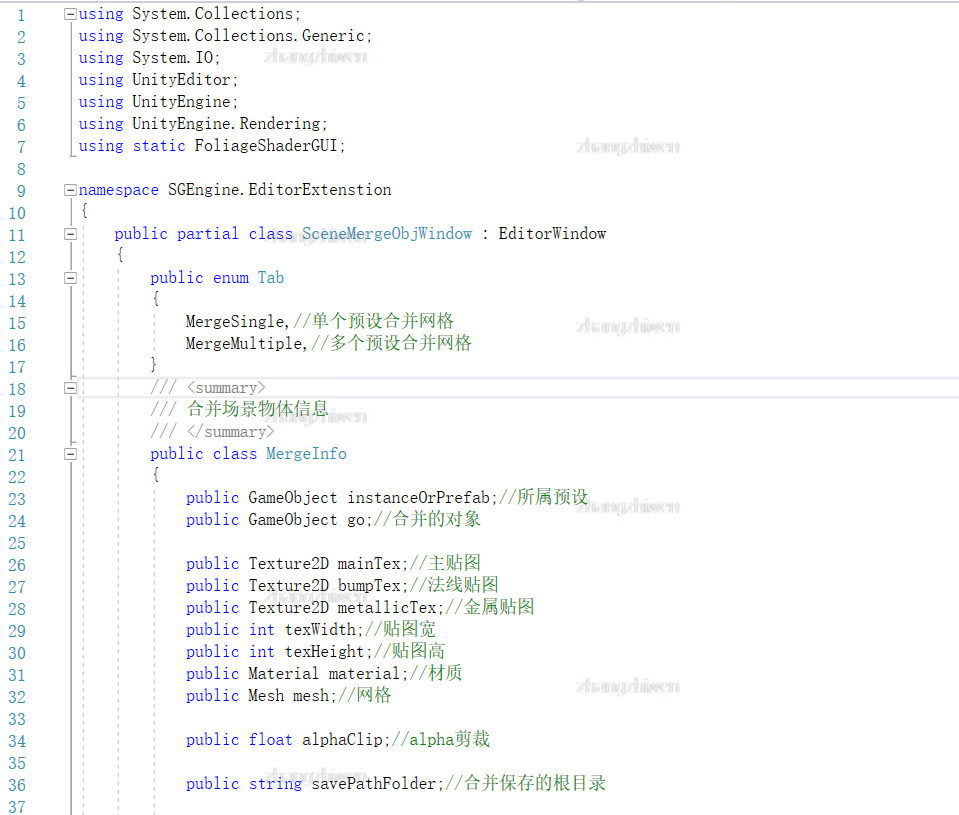 1 using System.Collections;
2 using System.Collections.Generic;
3 using System.IO;
4 using UnityEditor;
5 using UnityEngine;
6 using UnityEngine.Rendering;
7 using static FoliageShaderGUI;
8
9 namespace SGEngine.EditorExtenstion
10 {
11 public partial class SceneMergeObjWindow : EditorWindow
12 {
13 public enum Tab
14 {
15 MergeSingle,//单个预设合并网格
16 MergeMultiple,//多个预设合并网格
17 }
18 /// <summary>
19 /// 合并场景物体信息
20 /// </summary>
21 public class MergeInfo
22 {
23 public GameObject instanceOrPrefab;//所属预设
24 public GameObject go;//合并的对象
25
26 public Texture2D mainTex;//主贴图
27 public Texture2D bumpTex;//法线贴图
28 public Texture2D metallicTex;//金属贴图
29 public int texWidth;//贴图宽
30 public int texHeight;//贴图高
31 public Material material;//材质
32 public Mesh mesh;//网格
33
34 public float alphaClip;//alpha剪裁
35
36 public string savePathFolder;//合并保存的根目录
37
zhangzhiwen
zhangzhiwen
zhangzhiwen
zhangzhiwen
zhangzhiwen
zhangzhiwen
zhangzhiwen
zhangzhiwen
zhangzhiwen